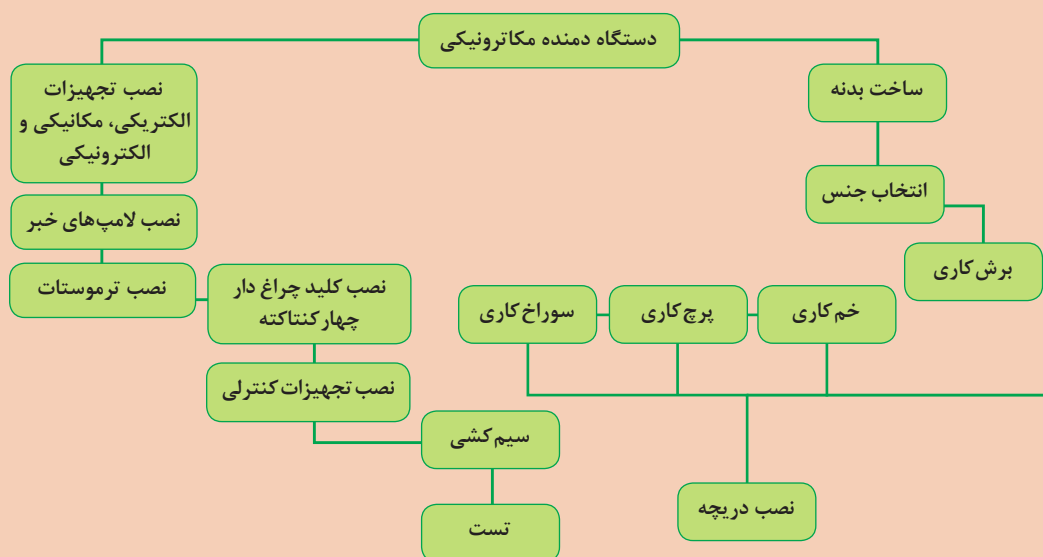 دستگاه دمنده مکاترونیکی
ساخت بدنه
انتخاب جنس
برش‌کاری
خم‌کاری
پرچ‌کاری
سوراخ‌کاری
نصب دریچه
نصب تجهیزات
الکتریکی، مکانیکی و
الکترونیکی
نصب لامپ‌های خبر
نصب ترموستات
نصب کلید چراغ دار
چهار کنتاکته
نصب تجهیزات کنترلی
سیم‌کشی
تست